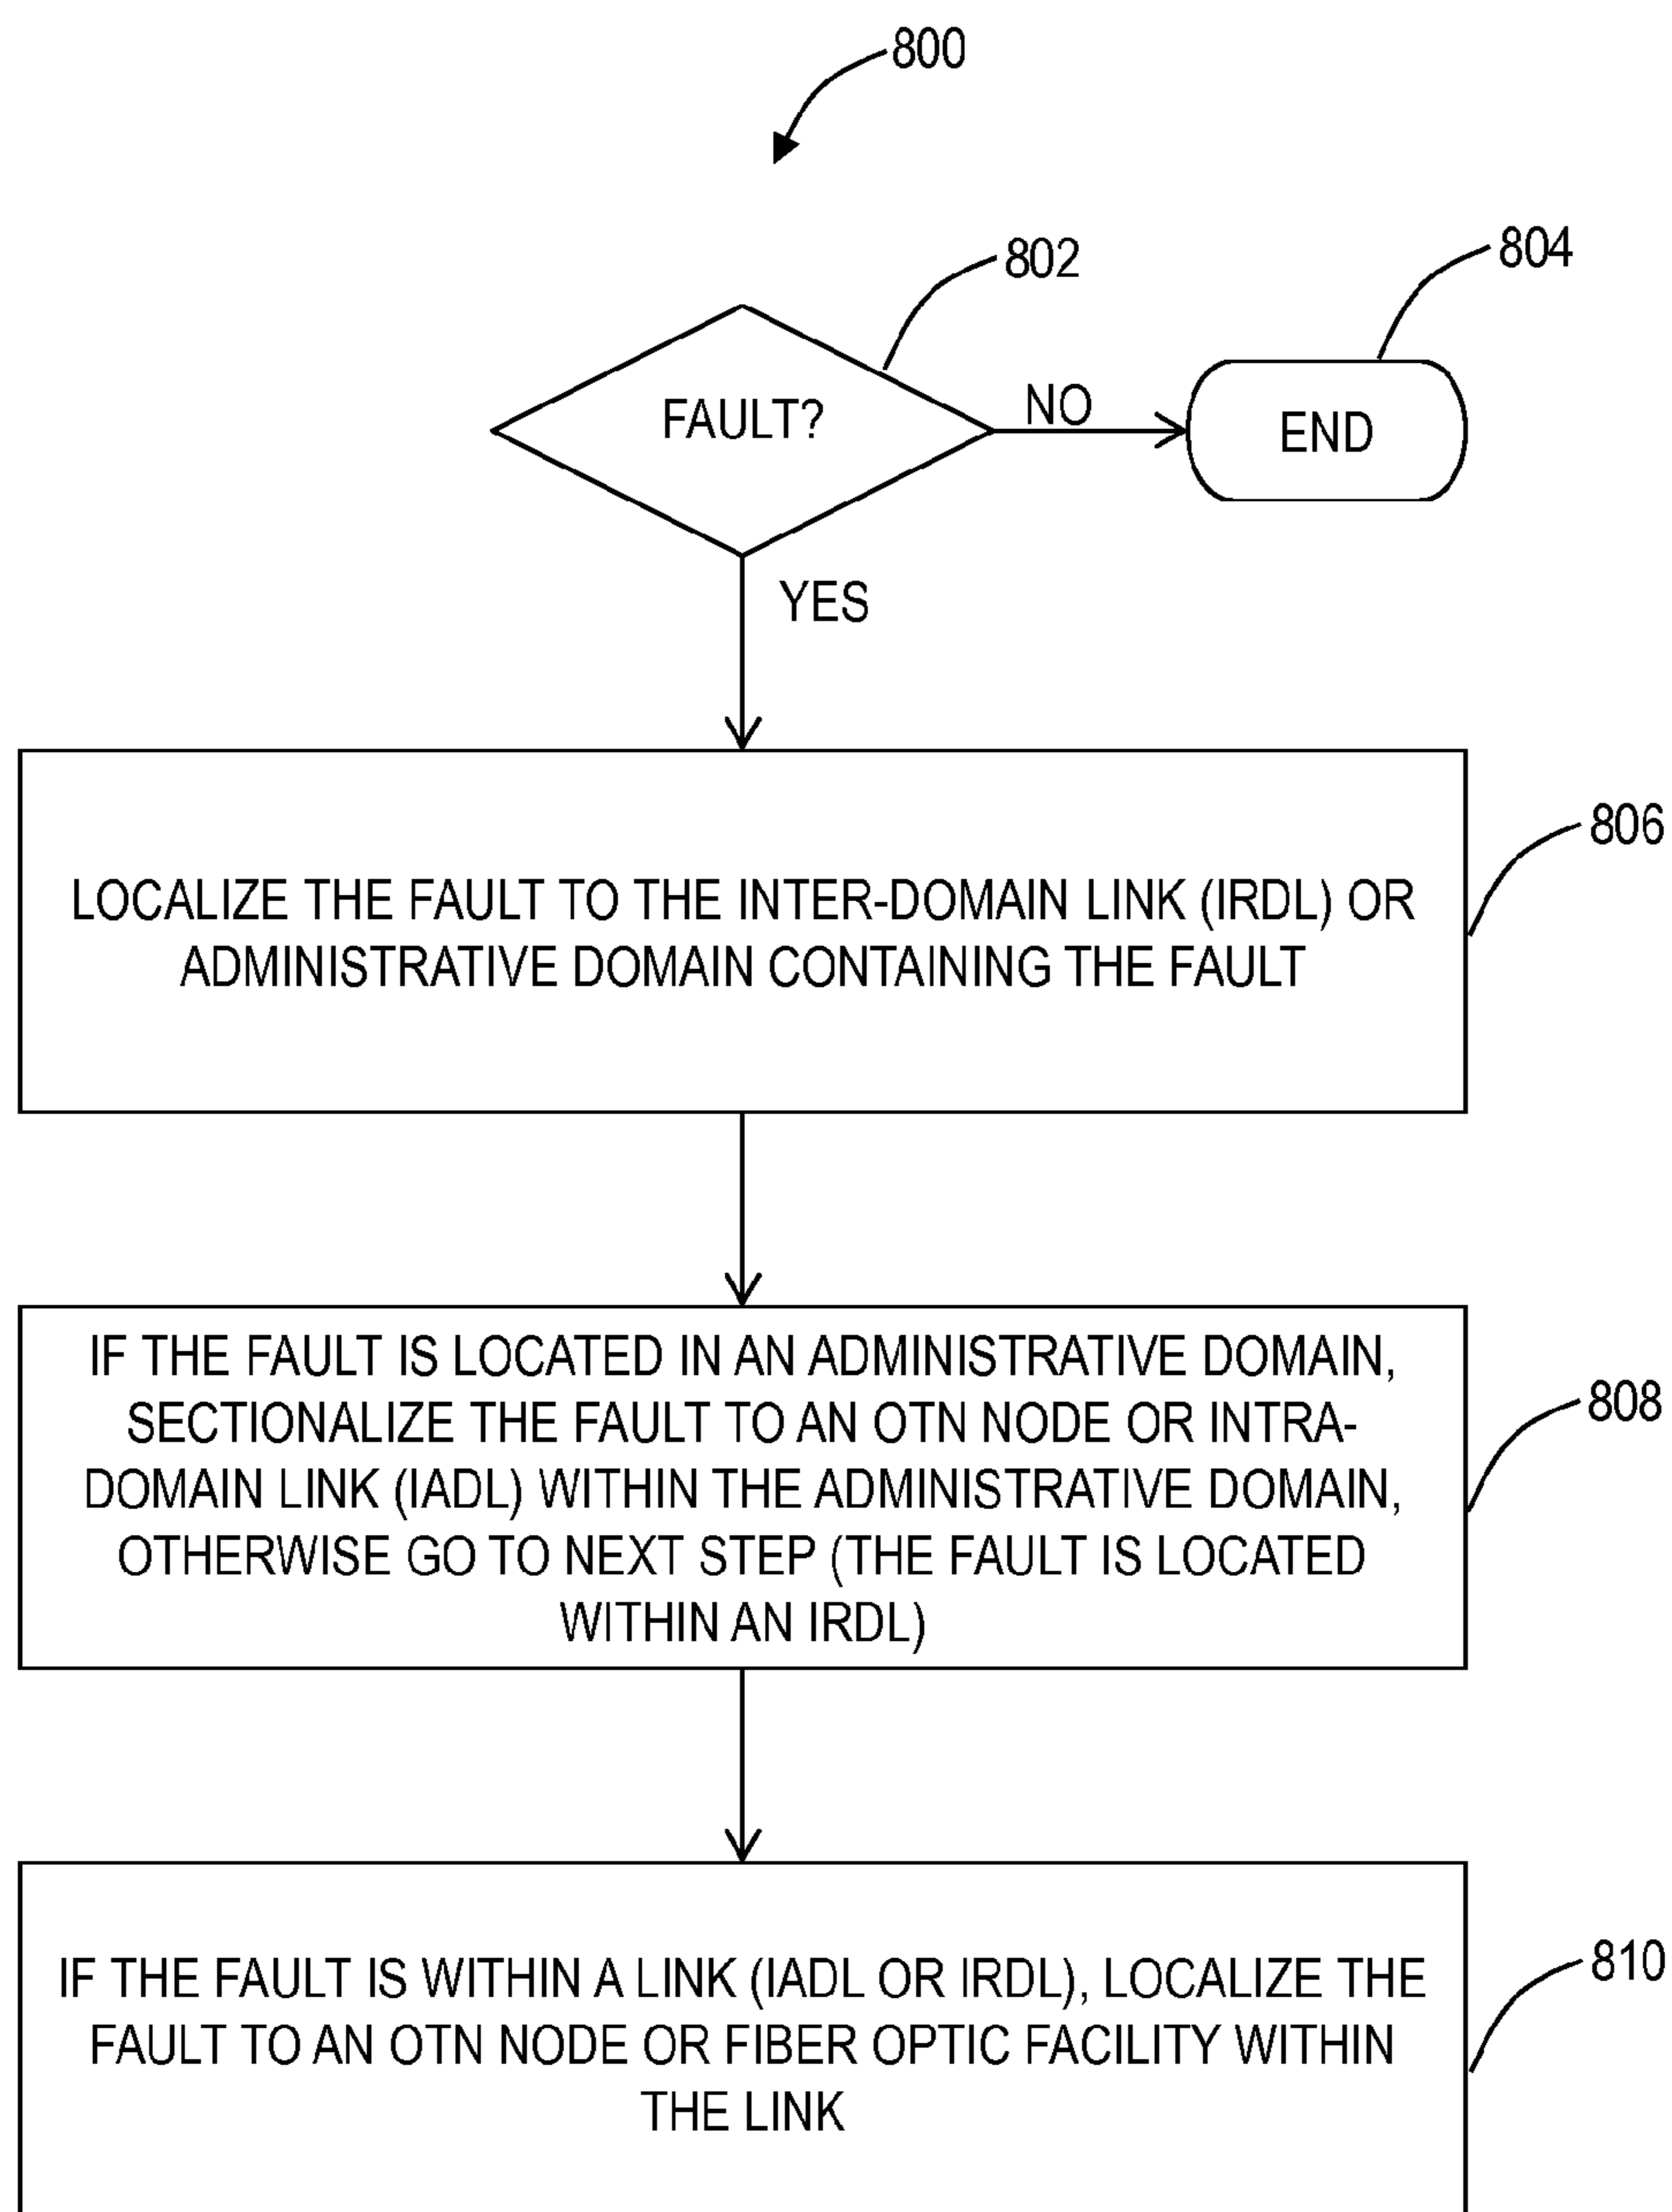 800
802
804
FAULT?
NO
END
YES
806
LOCALIZE THE FAULT TO THE INTER-DOMAIN LINK (IRDL) OR
ADMINISTRATIVE DOMAIN CONTAINING THE FAULT
IF THE FAULT IS LOCATED IN AN ADMINISTRATIVE DOMAIN,
SECTIONALIZE THE FAULT TO AN OTN NODE OR INTRA-
DOMAIN LINK (IADL) WITHIN THE ADMINISTRATIVE DOMAIN,
OTHERWISE GO TO NEXT STEP (THE FAULT IS LOCATED
WITHIN AN IRDL)
808
IF THE FAULT IS WITHIN A LINK (IADL OR IRDL), LOCALIZE THE
FAULT TO AN OTN NODE OR FIBER OPTIC FACILITY WITHIN
THE LINK
810